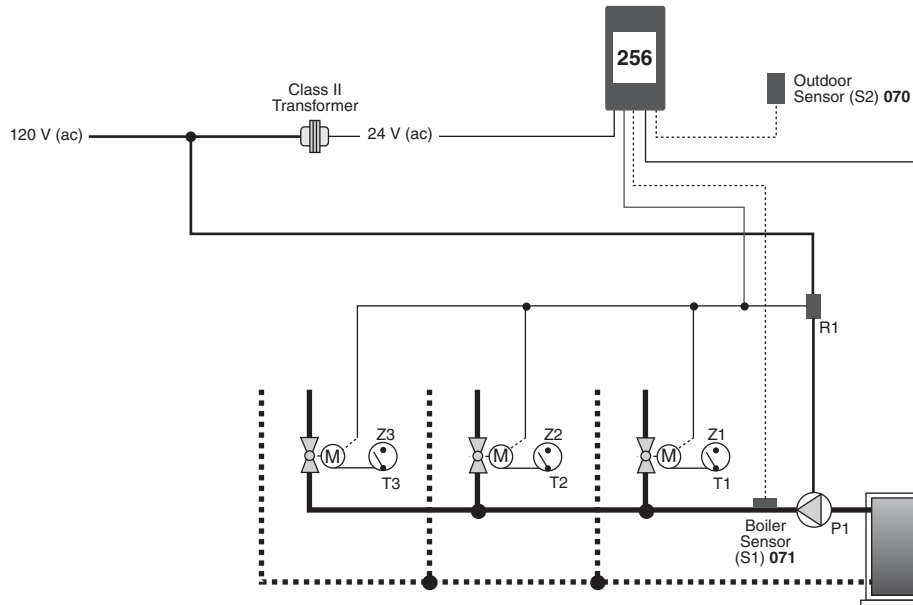 256
Outdoor
Sensor (S2) 070
Class II
Transformer
120 V (ac)
24 V (ac)
R1
Z3
Z2
Z1
M
M
M
T3
T2
T1
P1
Boiler
Sensor
(S1) 071